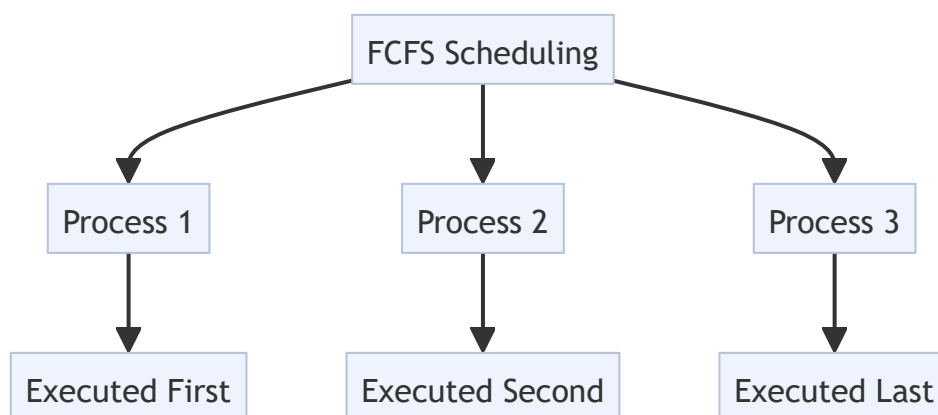 FCFS Scheduling
Process 1
Process 2
Process 3
Executed First
Executed Second
Executed Last